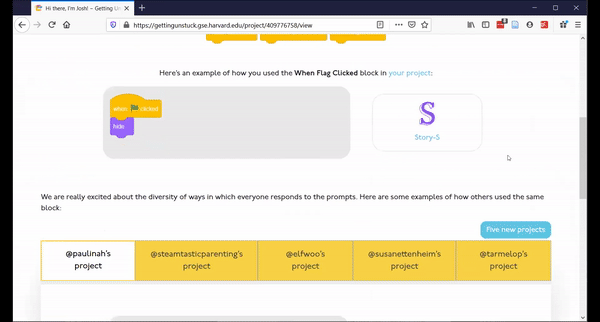 Hi there, I'm Josh! – Getting Un
https://gettingunstuck.gse.harvard.edu/project/409776758/view
Here's an example of how you used the When Flag Clicked block in your project:
when clicked
hide
S
Story-S
We are really excited about the diversity of ways in which everyone responds to the prompts. Here are some examples of how others used the same
block:
Five new projects
@paulinah's
project
@steamtasticparenting's
project
@elfwoo's
project
@susanettenheim's
project
@tarmelop's
project